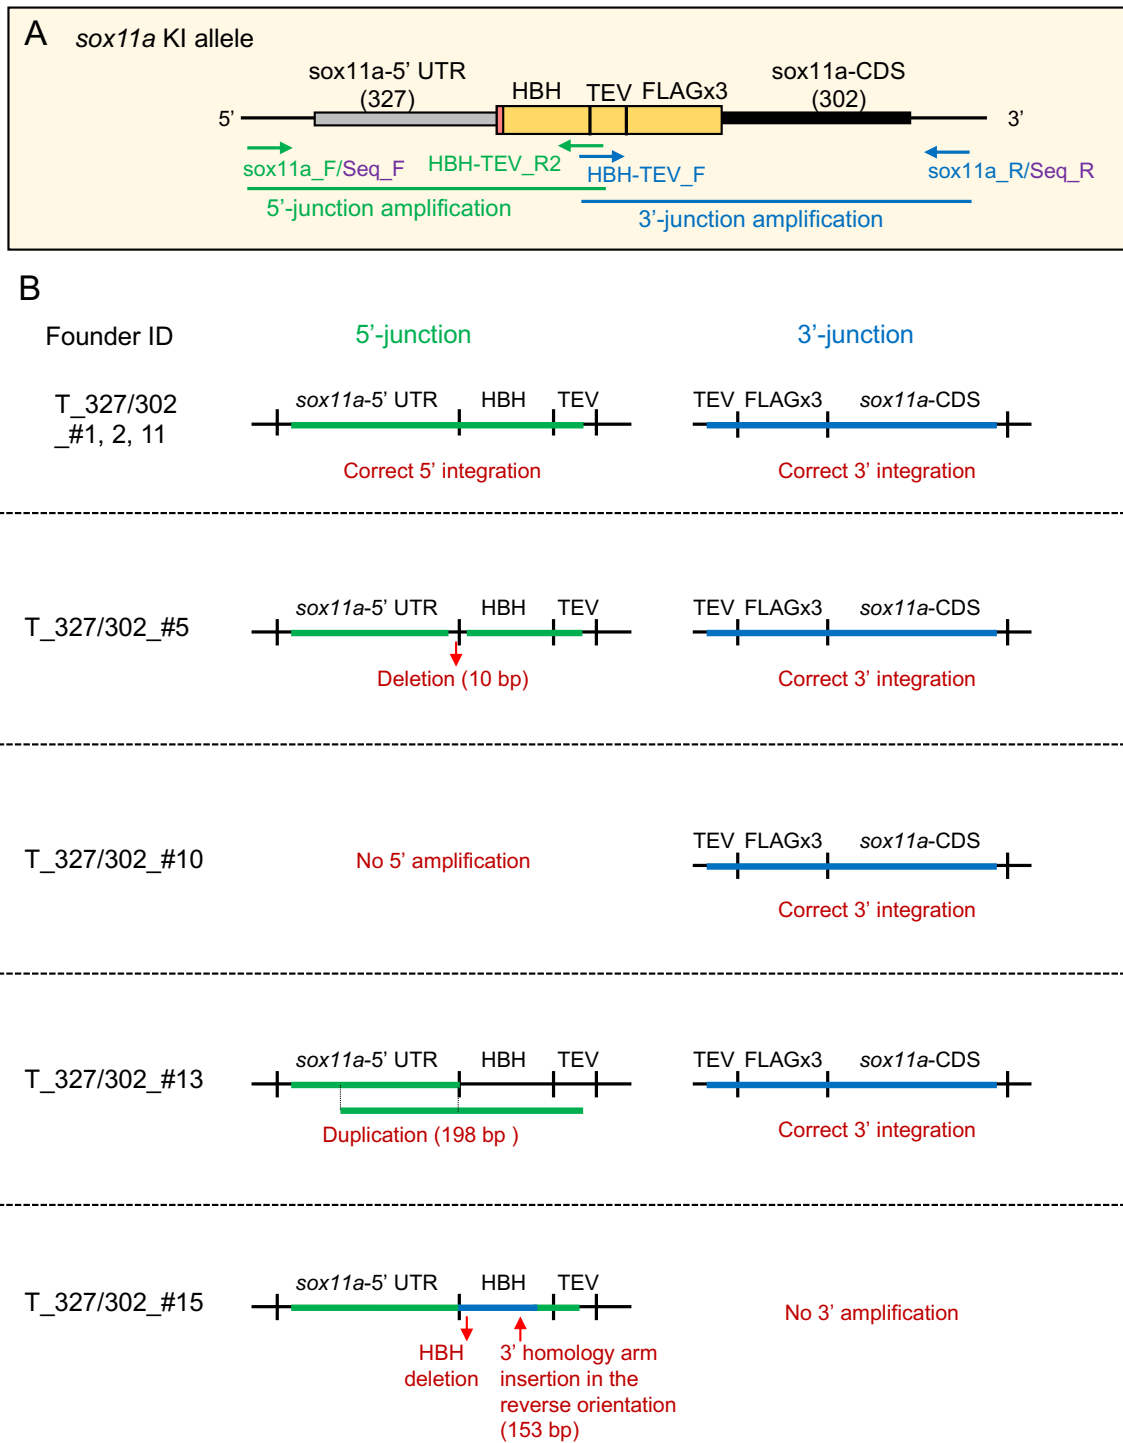 A sox11a KI allele
sox11a-5’ UTR
(327)
HBH
TEV
FLAGx3
sox11a-CDS
(302)
5’
3’
sox11a_F/Seq_F
HBH-TEV_R2
HBH-TEV_F
sox11a_R/Seq_R
5’-junction amplification
3’-junction amplification
B
Founder ID
5’-junction
3’-junction
T_327/302
_#1, 2, 11
sox11a-5’ UTR HBH TEV
TEV FLAGx3 sox11a-CDS
Correct 5’ integration
Correct 3’ integration
T_327/302_#5
sox11a-5’ UTR HBH TEV
TEV FLAGx3 sox11a-CDS
Deletion (10 bp)
Correct 3’ integration
T_327/302_#10
No 5’ amplification
TEV FLAGx3 sox11a-CDS
Correct 3’ integration
T_327/302_#13
sox11a-5’ UTR HBH TEV
TEV FLAGx3 sox11a-CDS
Duplication (198 bp )
Correct 3’ integration
T_327/302_#15
sox11a-5’ UTR HBH TEV
No 3’ amplification
HBH
deletion
3’ homology arm
insertion in the
reverse orientation
(153 bp)